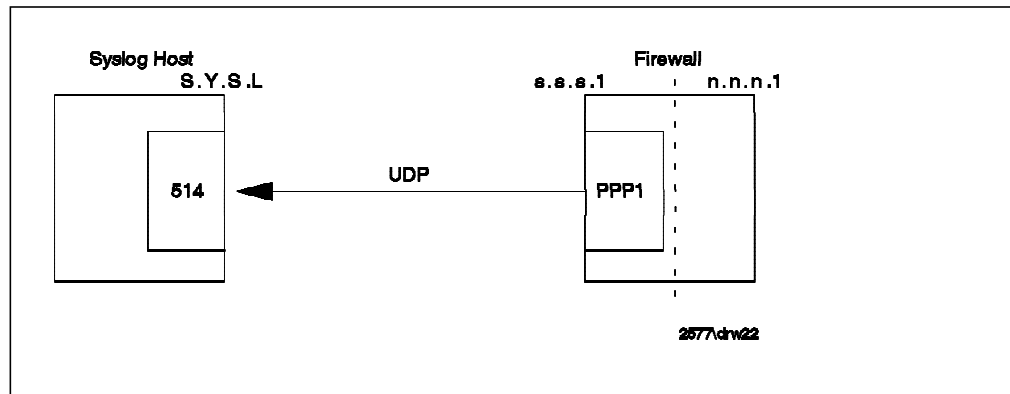 Syslog Host
S.Y.S.L
Firewall
s.s.s.1
n.n.n.1
514
UDP
PPP1
2577\drw22